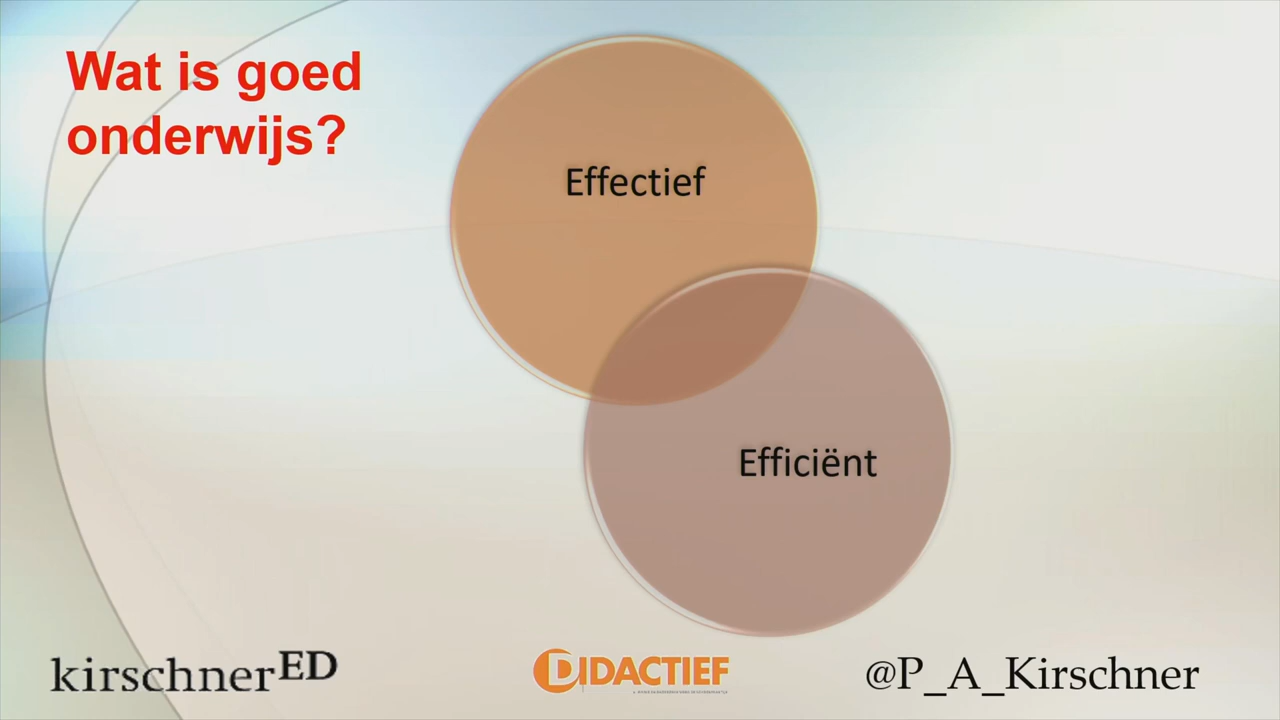 Wat is goed
onderwijs?
Effectief
Efficiënt
kirschnerED
DIDACTIEF
@P_A_Kirschner